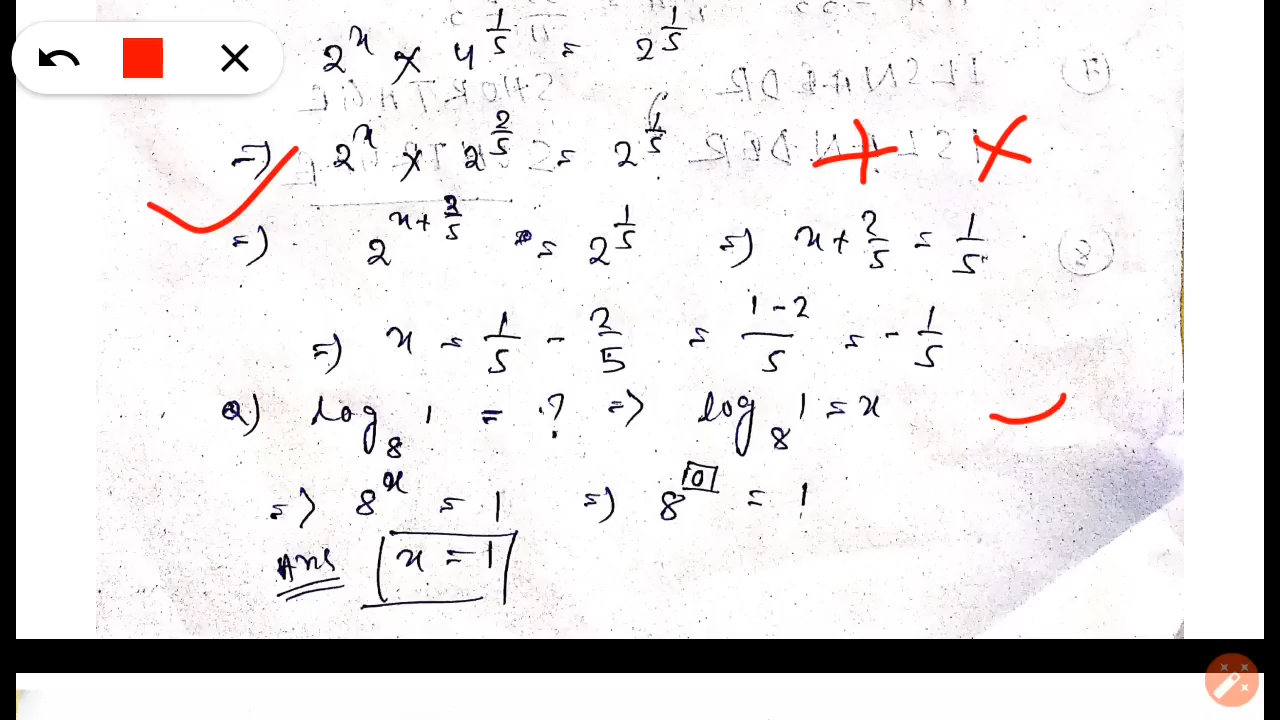 2^x × 4^{1/5} = 2^{1/5}
=) 2^x × 2^{2/5} = 2^{1/5}
=) 2^{x+2/5} = 2^{1/5} =) x + 2/5 = 1/5
=) x = 1/5 - 2/5 = (1-2)/5 = -1/5
Q) log_8 1 = ? => log_8 1 = x
=> 8^x = 1 =) 8^0 = 1
Ans x = 1